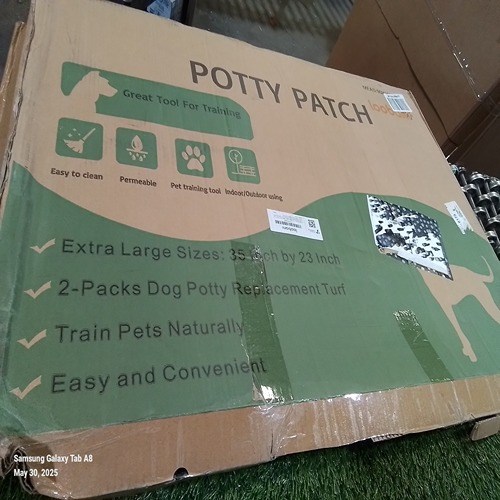 POTTY PATCH
Great Tool For Training
Easy to clean
Permeable
Pet training tool
Indoor/Outdoor using
Extra Large Sizes: 35 Inch by 23 Inch
2-Packs Dog Potty Replacement Turf
Train Pets Naturally
Easy and Convenient
Samsung Galaxy Tab A8
May 30, 2025